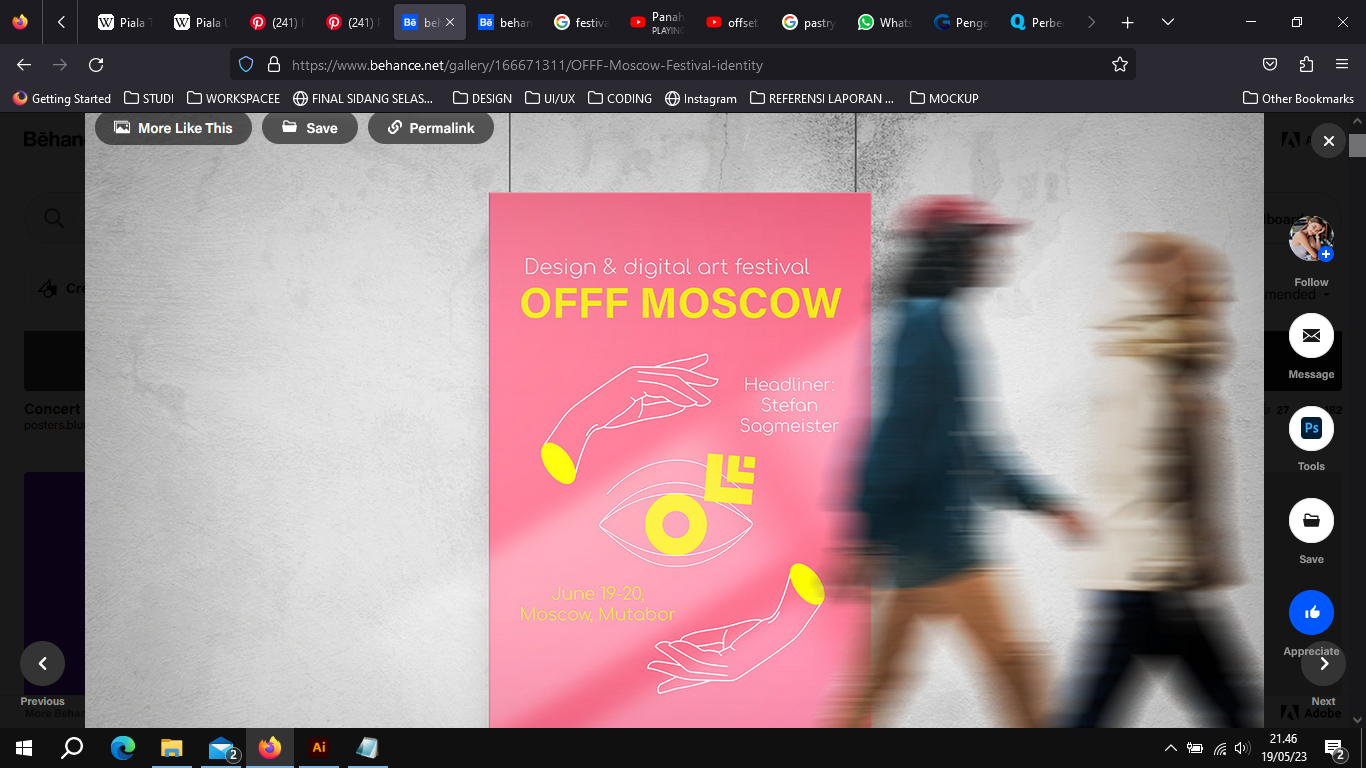 Piala
Piala
(241)
(241)
Bē
Bē
behan
festiva
Panah
PLAYING
offset
pastry
Whats
Penge
Perbe
https://www.behance.net/gallery/166671311/OFFF-Moscow-Festival-identity
Getting Started
STUDI
WORKSPACEE
FINAL SIDANG SELAS...
DESIGN
UI/UX
CODING
Instagram
REFERENSI LAPORAN ...
MOCKUP
Other Bookmarks
More Like This
Save
Permalink
Design & digital art festival
OFFF MOSCOW
Headliner:
Stefan
Sagmeister
June 19-20,
Moscow, Mutabor
Follow
Message
Ps
Tools
Save
Appreciate
Previous
Next
Concert
posters.blu
More Behan
Adobe
Ai
2
21.46
19/05/23
2